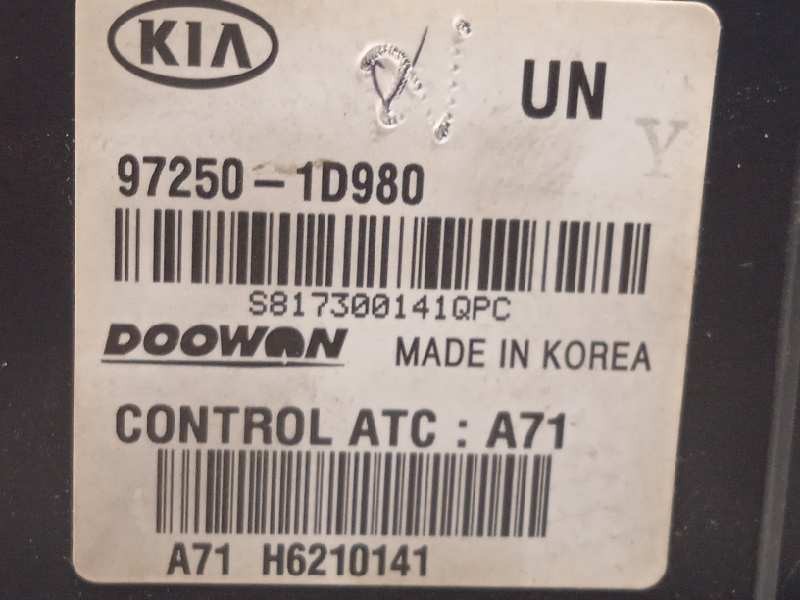 KIA
UN
Y
97250-1D980
S817300141QPC
DOOWON MADE IN KOREA
CONTROL ATC : A71
A71 H6210141